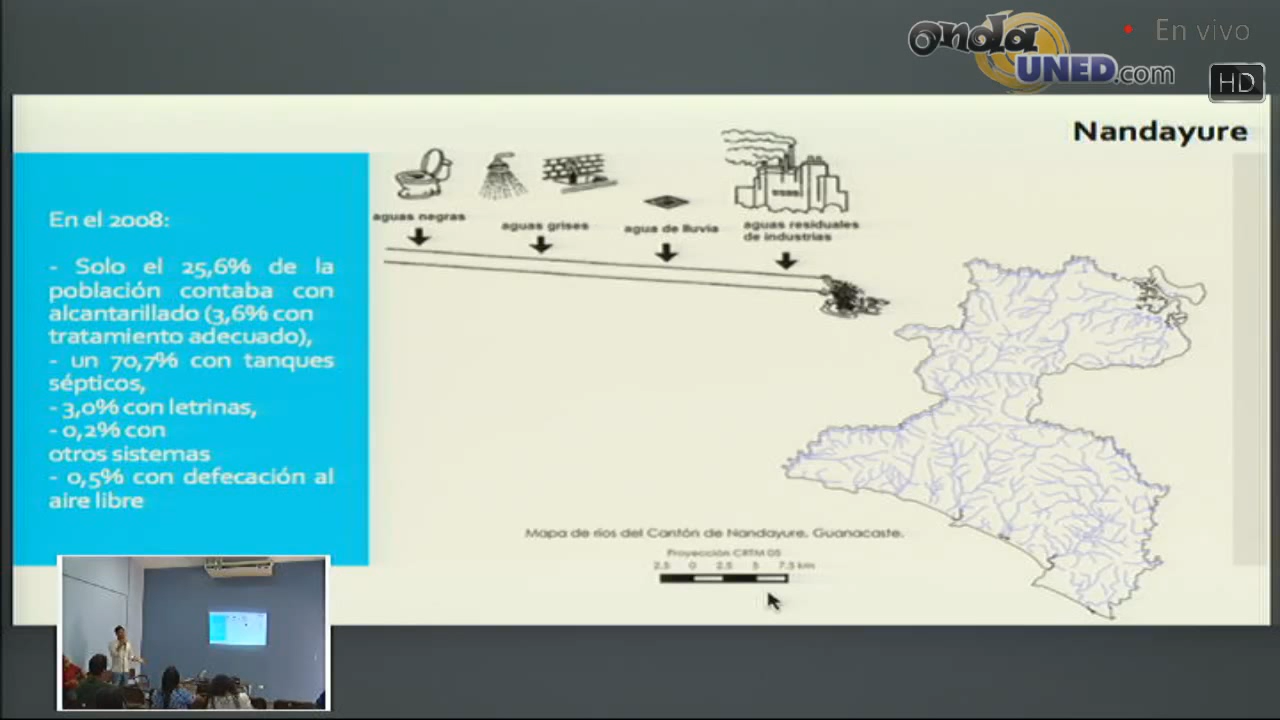 onda
UNED.com
En vivo
HD
Nandayure
En el 2008:
- Solo el 25,6% de la
población contaba con
alcantarillado (3,6% con
tratamiento adecuado),
- un 70,7% con tanques
sépticos,
- 3,0% con letrinas,
- 0,2% con
otros sistemas
- 0,5% con defecación al
aire libre
aguas negras
aguas grises
agua de lluvia
aguas residuales
de industrias
Mapa de ríos del Cantón de Nandayure, Guanacaste.
Proyección CRTM 05
2.5 0 2.5 5 7.5 km